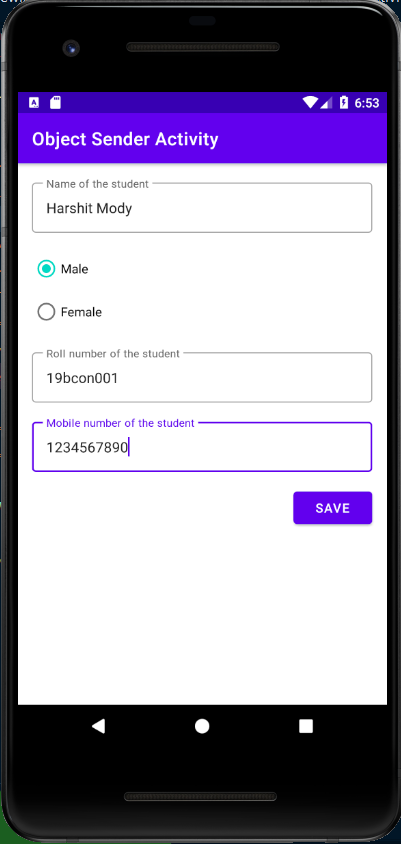 6:53
Object Sender Activity
Name of the student
Harshit Mody
Male
Female
Roll number of the student
19bcon001
Mobile number of the student
1234567890
SAVE